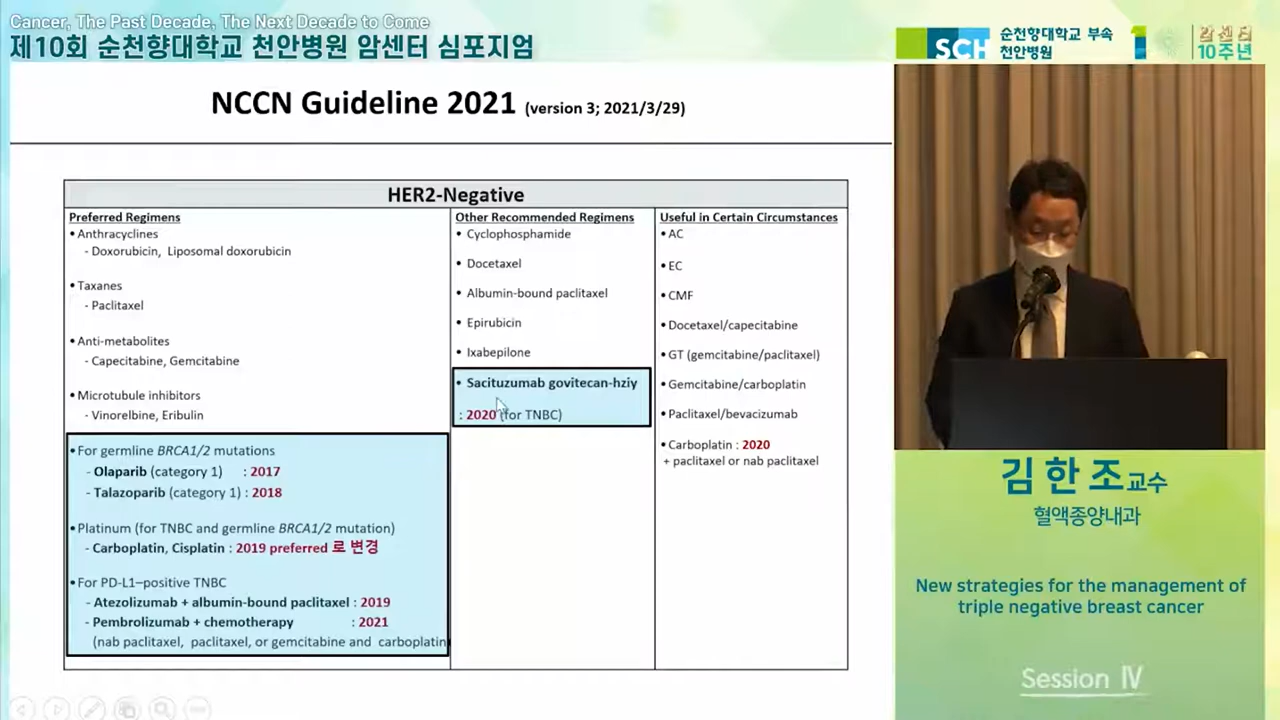 Cancer, The Past Decade, The Next Decade to Come
제10회 순천향대학교 천안병원 암센터 심포지엄
SCH
순천향대학교 부속
천안병원
암센터
10주년
NCCN Guideline 2021 (version 3; 2021/3/29)
HER2-Negative
Preferred Regimens
• Anthracyclines
- Doxorubicin, Liposomal doxorubicin
• Taxanes
- Paclitaxel
• Anti-metabolites
- Capecitabine, Gemcitabine
• Microtubule inhibitors
- Vinorelbine, Eribulin
• For germline BRCA1/2 mutations
- Olaparib (category 1) : 2017
- Talazoparib (category 1) : 2018
• Platinum (for TNBC and germline BRCA1/2 mutation)
- Carboplatin, Cisplatin : 2019 preferred 로 변경
• For PD-L1–positive TNBC
- Atezolizumab + albumin-bound paclitaxel : 2019
- Pembrolizumab + chemotherapy : 2021
(nab paclitaxel, paclitaxel, or gemcitabine and carboplatin
Other Recommended Regimens
• Cyclophosphamide
• Docetaxel
• Albumin-bound paclitaxel
• Epirubicin
• Ixabepilone
• Sacituzumab govitecan-hziy
: 2020 (for TNBC)
Useful in Certain Circumstances
• AC
• EC
• CMF
• Docetaxel/capecitabine
• GT (gemcitabine/paclitaxel)
• Gemcitabine/carboplatin
• Paclitaxel/bevacizumab
• Carboplatin : 2020
+ paclitaxel or nab paclitaxel
김 한 조 교수
혈액종양내과
New strategies for the management of
triple negative breast cancer
Session Ⅳ